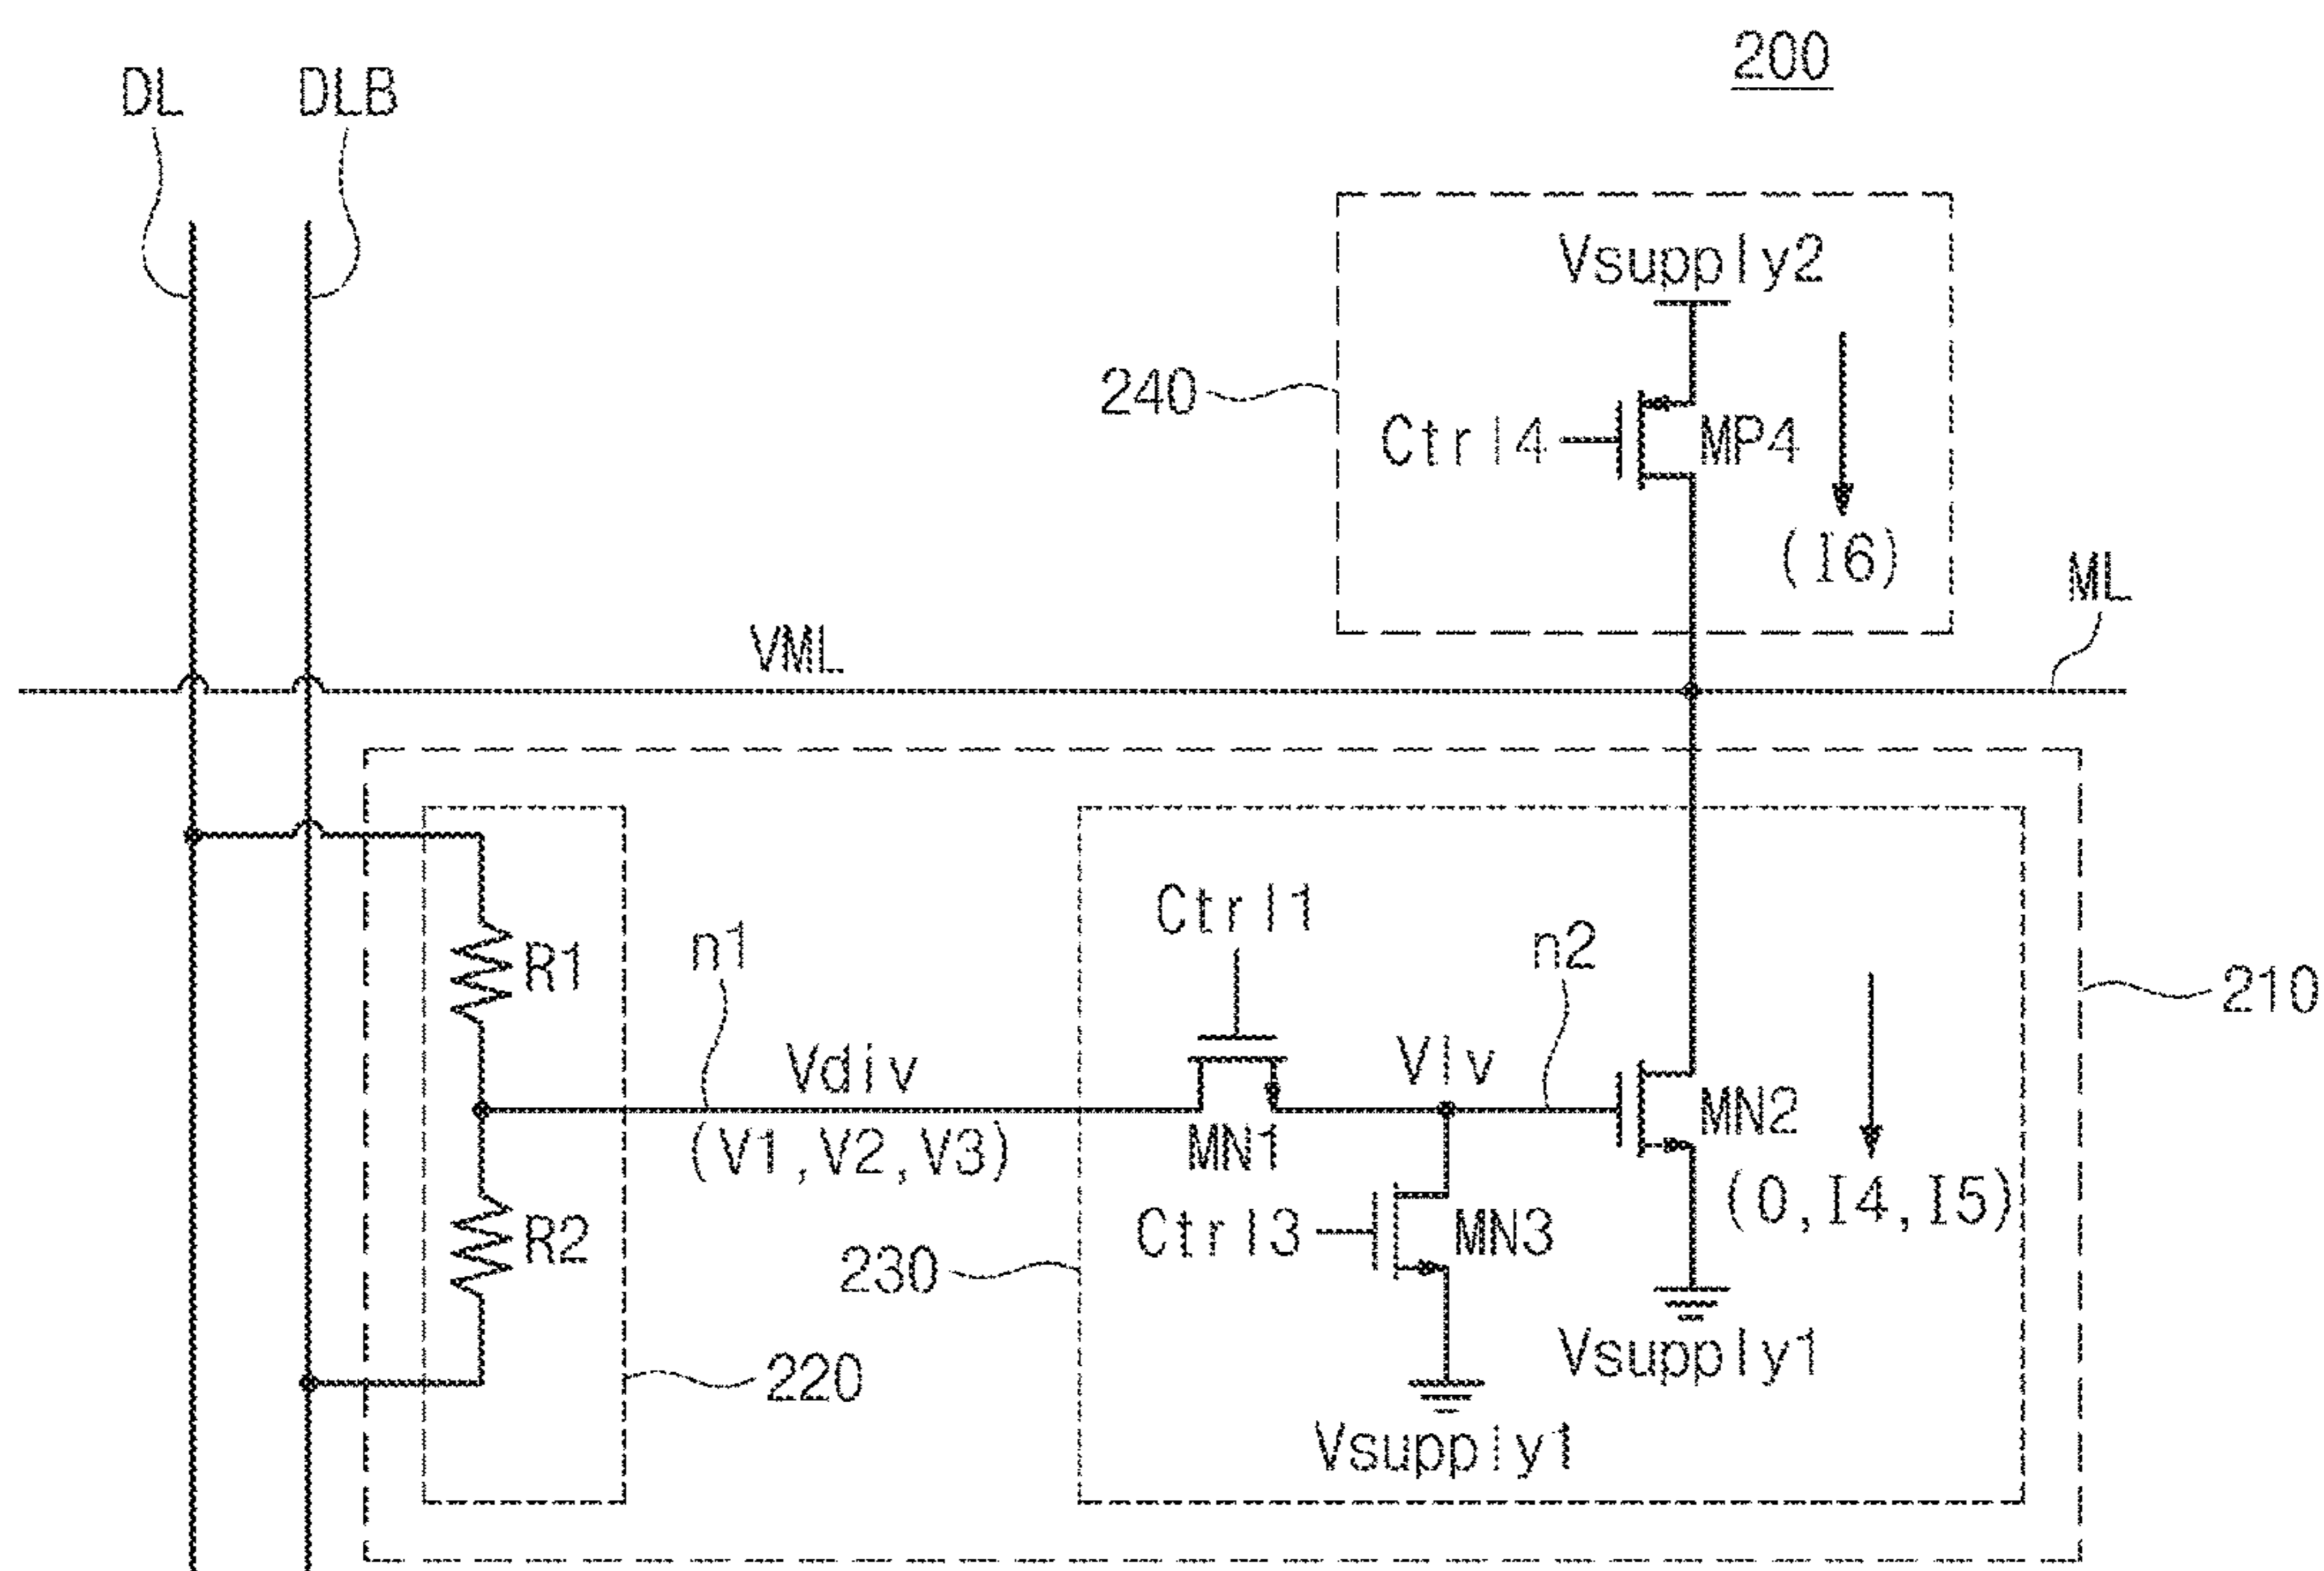 200
DL
DLB
Vsupply2
240
Ctrl4
MP4
(I6)
ML
VML
Ctrl1
R1
n1
n2
210
Vdiv
Vlv
(V1,V2,V3)
MN1
MN2
(0,I4,I5)
R2
Ctrl3
MN3
230
220
Vsupply1
Vsupply1